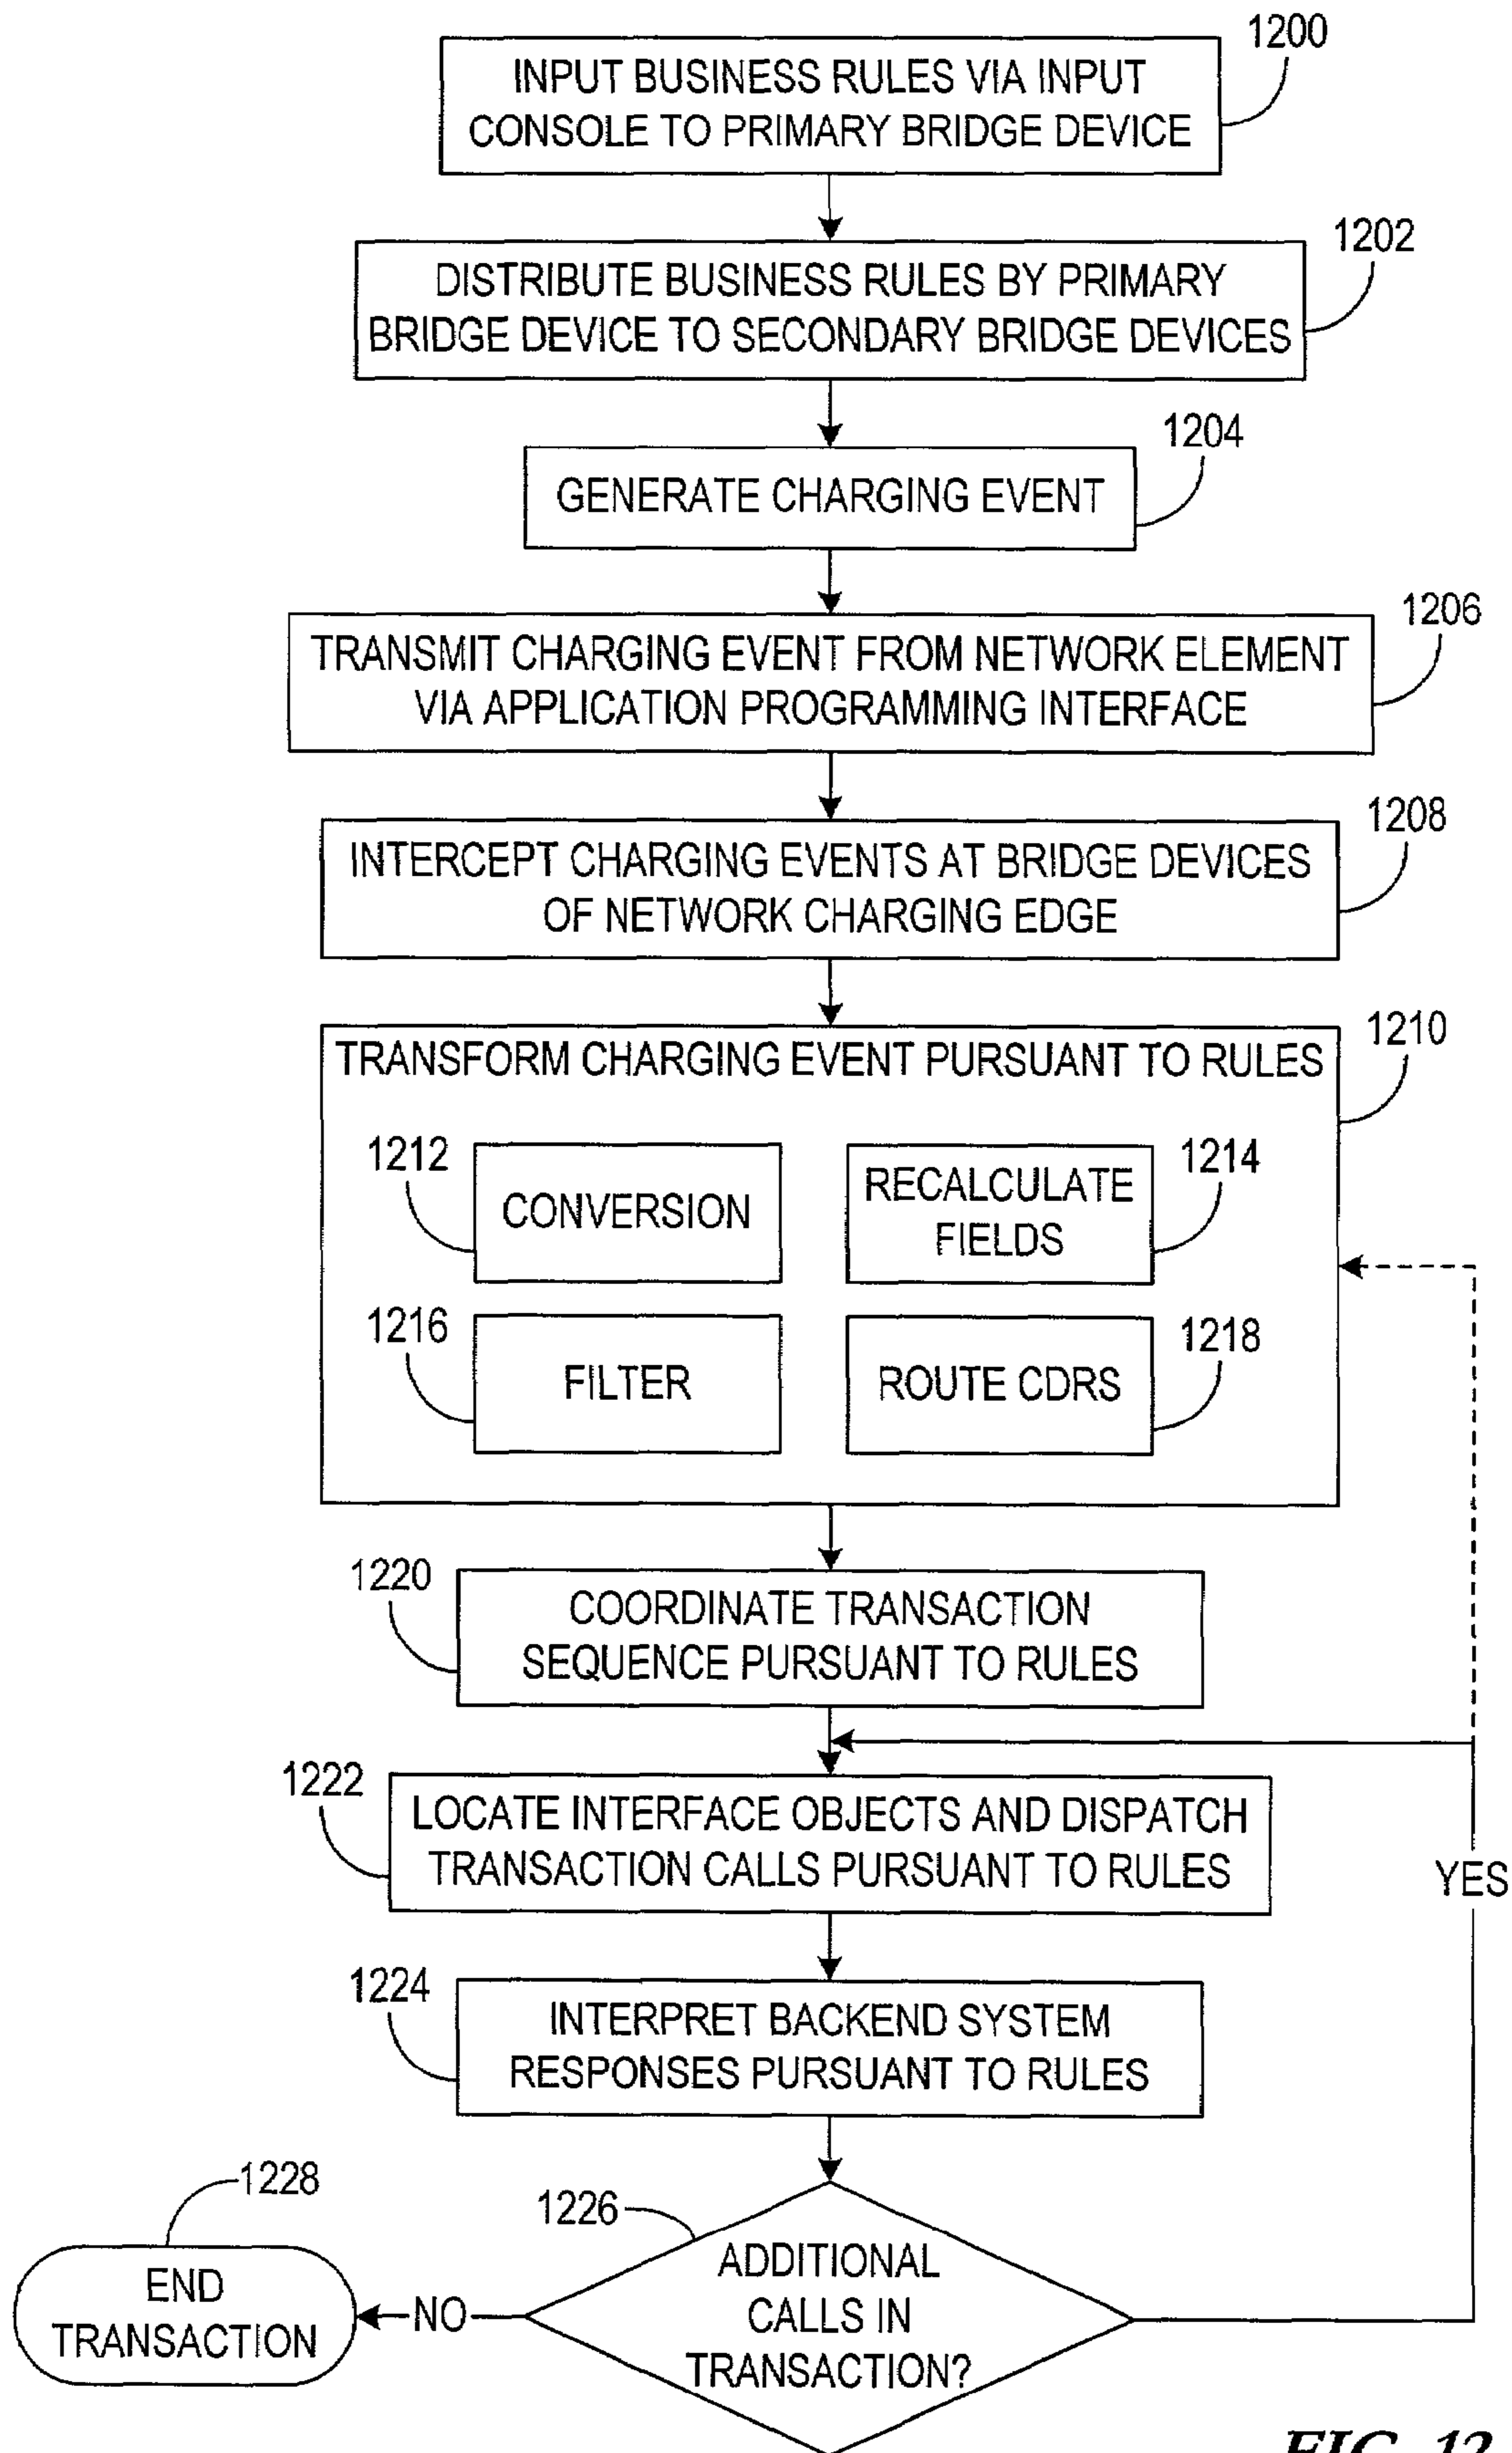 1200
INPUT BUSINESS RULES VIA INPUT
CONSOLE TO PRIMARY BRIDGE DEVICE
1202
DISTRIBUTE BUSINESS RULES BY PRIMARY
BRIDGE DEVICE TO SECONDARY BRIDGE DEVICES
1204
GENERATE CHARGING EVENT
1206
TRANSMIT CHARGING EVENT FROM NETWORK ELEMENT
VIA APPLICATION PROGRAMMING INTERFACE
1208
INTERCEPT CHARGING EVENTS AT BRIDGE DEVICES
OF NETWORK CHARGING EDGE
1210
TRANSFORM CHARGING EVENT PURSUANT TO RULES
1212
CONVERSION
1214
RECALCULATE
FIELDS
1216
FILTER
1218
ROUTE CDRS
1220
COORDINATE TRANSACTION
SEQUENCE PURSUANT TO RULES
1222
LOCATE INTERFACE OBJECTS AND DISPATCH
TRANSACTION CALLS PURSUANT TO RULES
YES
1224
INTERPRET BACKEND SYSTEM
RESPONSES PURSUANT TO RULES
1226
ADDITIONAL
CALLS IN
TRANSACTION?
NO
1228
END
TRANSACTION
FIG. 12